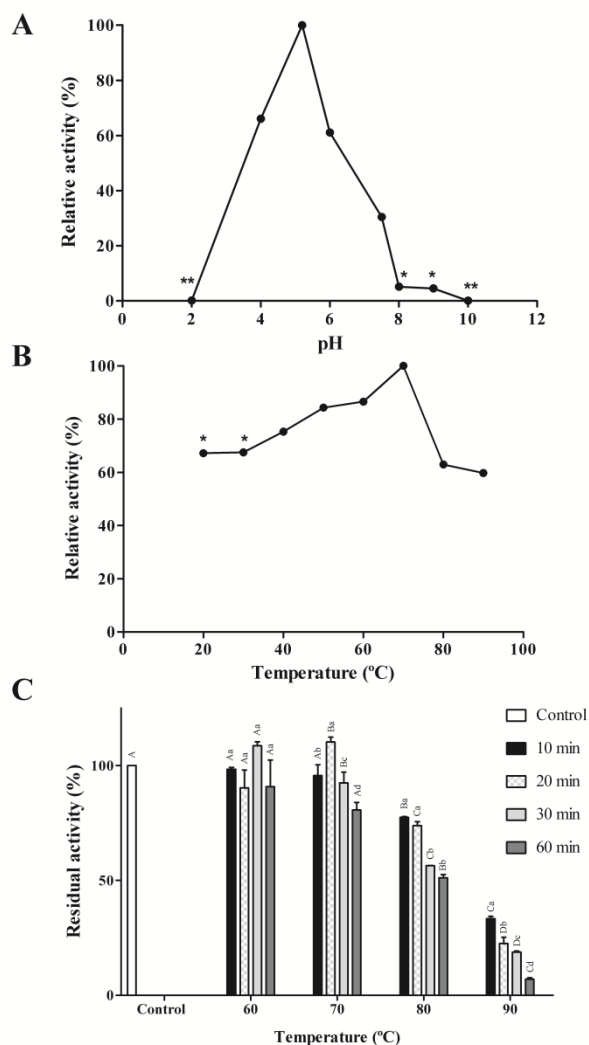 A
Relative activity (%)
100
80
60
40
20
0
** * * **
0 2 4 6 8 10 12
pH
B
Relative activity (%)
100
80
60
40
20
0
* *
0 20 40 60 80 100
Temperature (ºC)
C
Residual activity (%)
100
50
0
A
Aa Aa Aa Aa
Ab Ba Bc Ad
Ba Ca Cb Bb
Ca Db Dc Cd
Control
10 min
20 min
30 min
60 min
Control 60 70 80 90
Temperature (ºC)